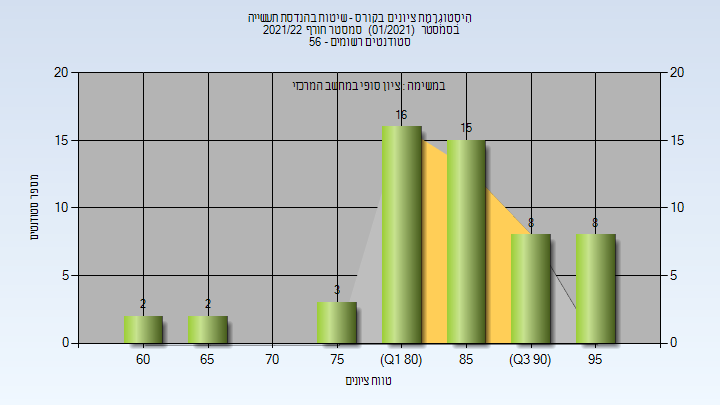 היסטוגרמת ציונים בקורס - שיטות בהנדסת תעשייה
בסמסטר (01/2021) סמסטר חורף 2021/22
סטודנטים רשומים - 56
במשימה : ציון סופי במחשב המרכזי
20
15
10
5
0
מספר סטודנטים
20
15
10
5
0
2
2
3
16
15
8
8
60
65
70
75
(Q1 80)
85
(Q3 90)
95
טווח ציונים